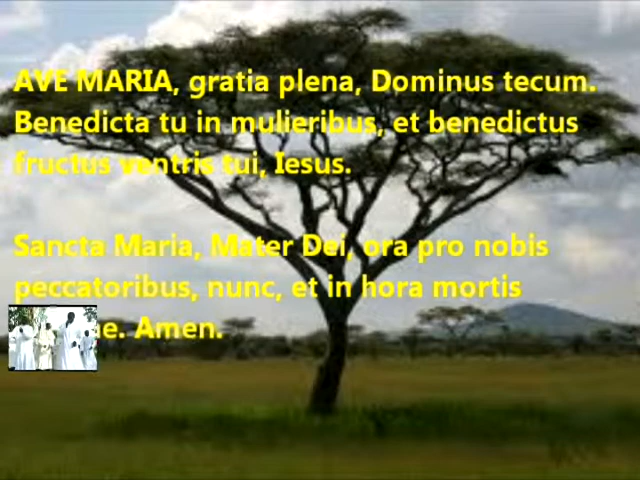 AVE MARIA, gratia plena, Dominus tecum.
Benedicta tu in mulieribus, et benedictus
fructus ventris tui, Iesus.
Sancta Maria, Mater Dei, ora pro nobis
peccatoribus, nunc, et in hora mortis
Amen.